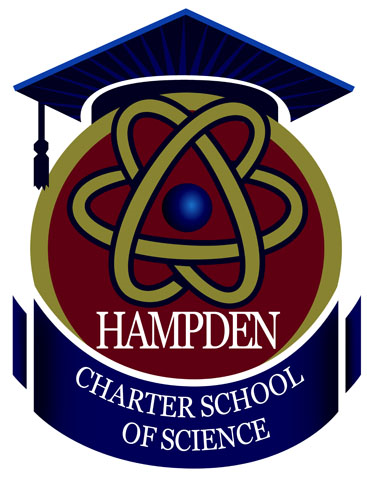 HAMPDEN
CHARTER SCHOOL
OF SCIENCE